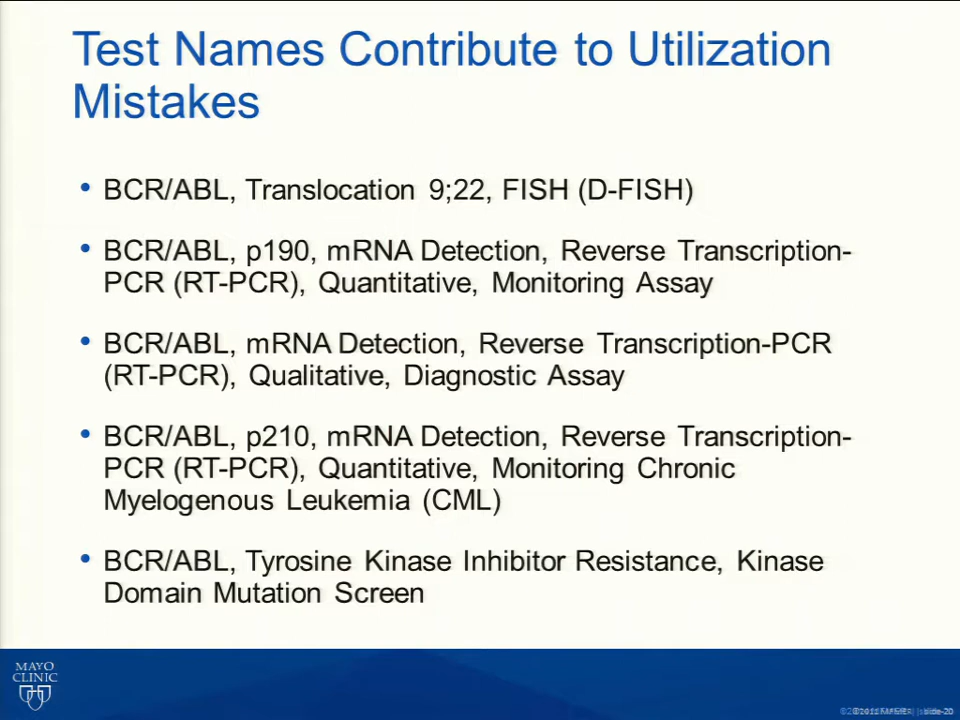 Test Names Contribute to Utilization
Mistakes
• BCR/ABL, Translocation 9;22, FISH (D-FISH)
• BCR/ABL, p190, mRNA Detection, Reverse Transcription-
PCR (RT-PCR), Quantitative, Monitoring Assay
• BCR/ABL, mRNA Detection, Reverse Transcription-PCR
(RT-PCR), Qualitative, Diagnostic Assay
• BCR/ABL, p210, mRNA Detection, Reverse Transcription-
PCR (RT-PCR), Quantitative, Monitoring Chronic
Myelogenous Leukemia (CML)
• BCR/ABL, Tyrosine Kinase Inhibitor Resistance, Kinase
Domain Mutation Screen
MAYO
CLINIC
slide-20